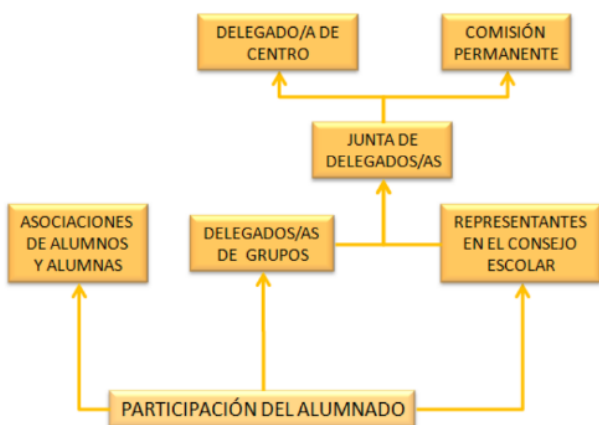 DELEGADO/A DE
CENTRO
COMISIÓN
PERMANENTE
JUNTA DE
DELEGADOS/AS
ASOCIACIONES
DE ALUMNOS
Y ALUMNAS
DELEGADOS/AS
DE GRUPOS
REPRESENTANTES
EN EL CONSEJO
ESCOLAR
PARTICIPACIÓN DEL ALUMNADO